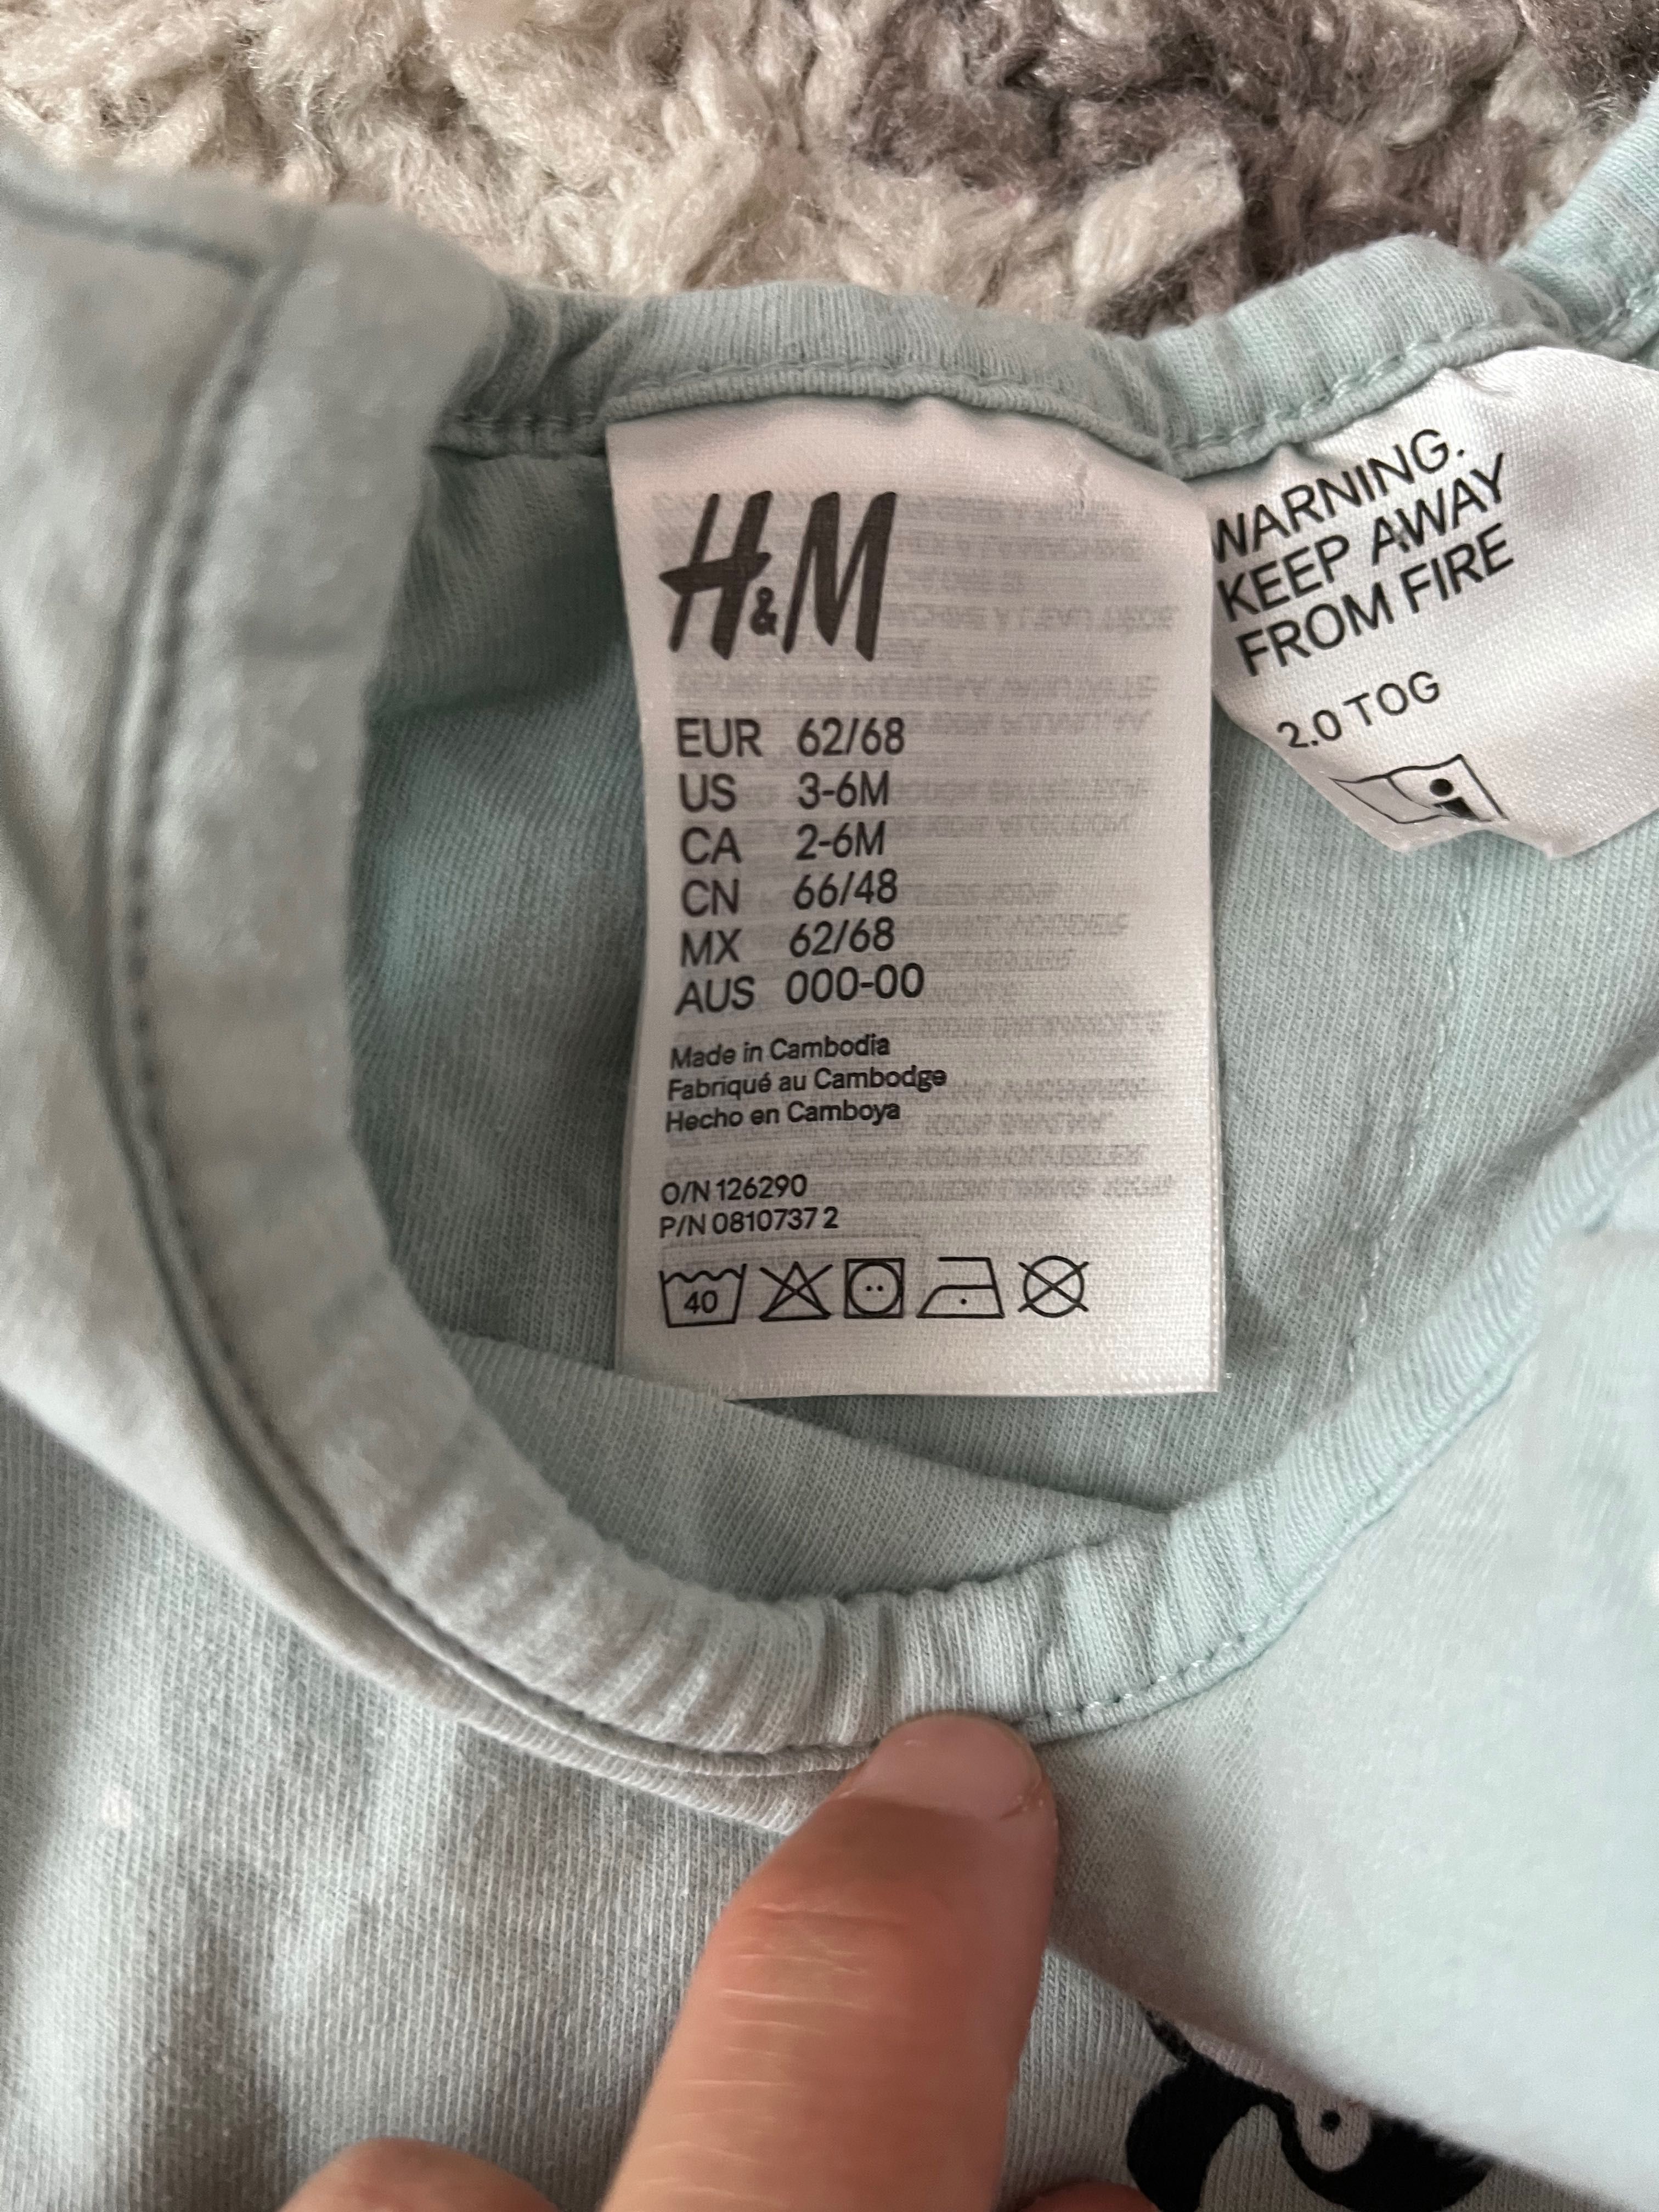 H&M
EUR 62/68
US 3-6M
CA 2-6M
CN 66/48
MX 62/68
AUS 000-00
Made in Cambodia
Fabriqué au Cambodge
Hecho en Camboya
O/N 126290
P/N 0810737 2
40
WARNING.
KEEP AWAY
FROM FIRE
2.0 TOG